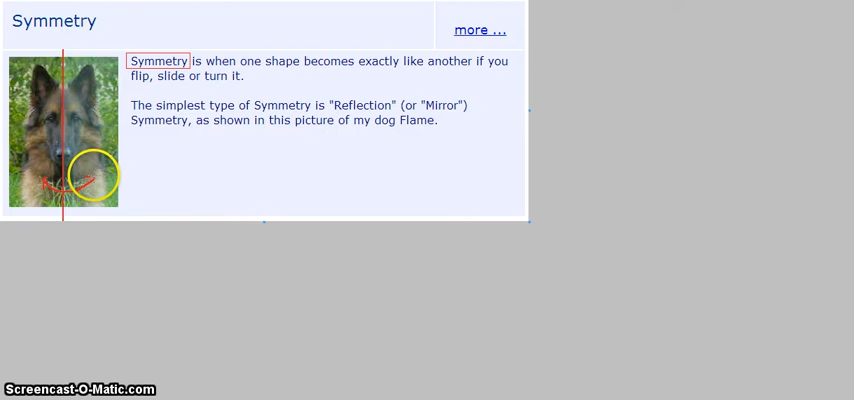 Symmetry
more ...
Symmetry is when one shape becomes exactly like another if you
flip, slide or turn it.
The simplest type of Symmetry is "Reflection" (or "Mirror")
Symmetry, as shown in this picture of my dog Flame.
Screencast-O-Matic.com